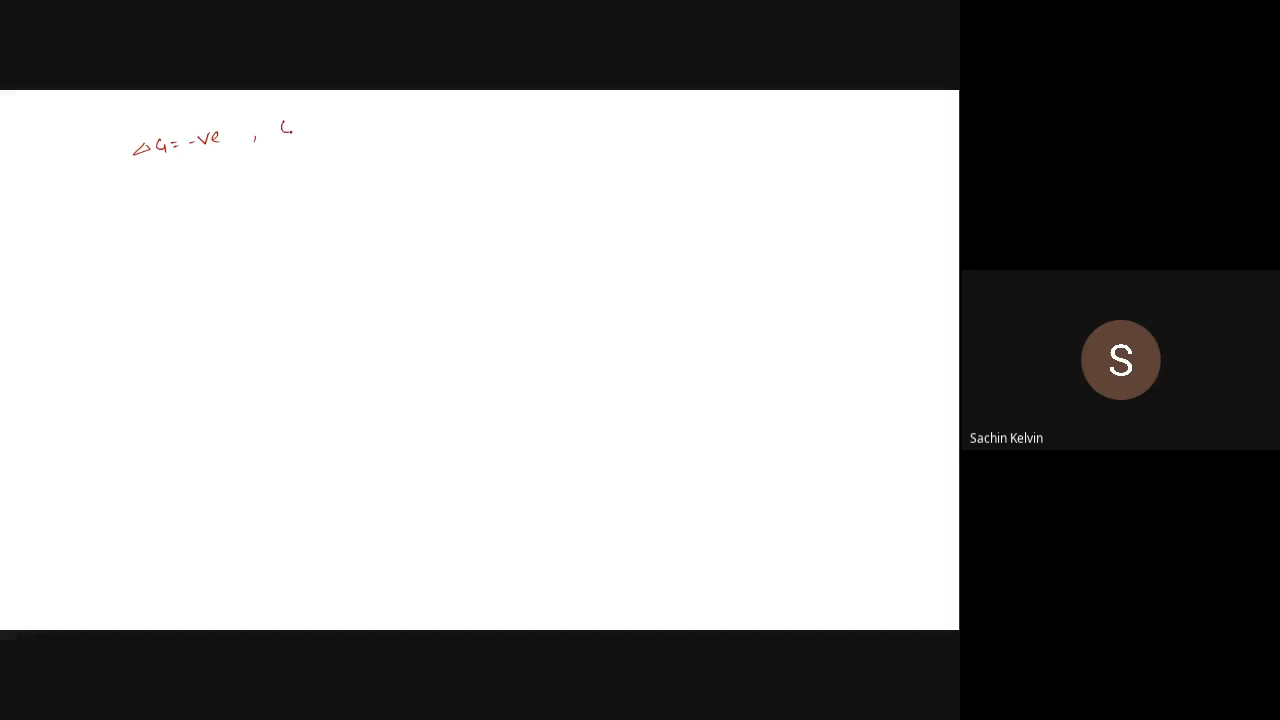 ΔG = -ve ,
S
Sachin Kelvin